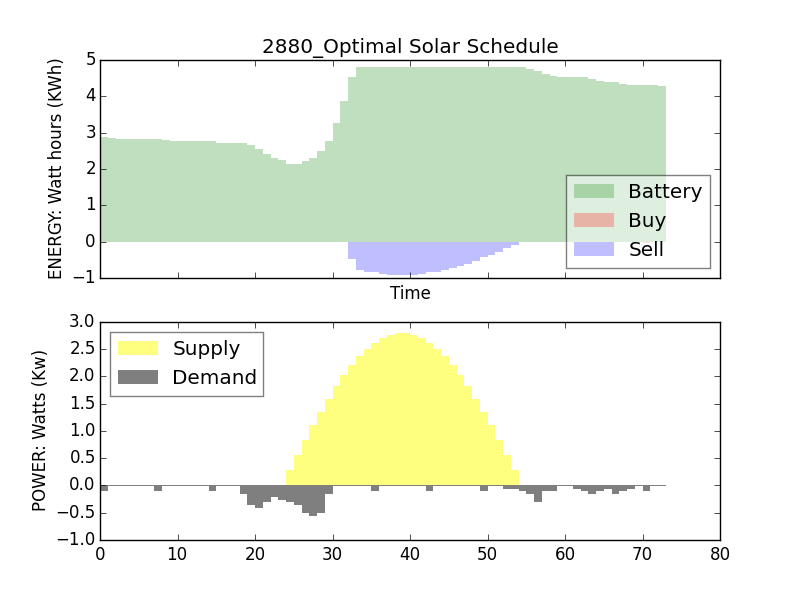 2880_Optimal Solar Schedule
ENERGY: Watt hours (KWh)
5
4
3
2
1
0
−1
Battery
Buy
Sell
Time
POWER: Watts (Kw)
3.0
2.5
2.0
1.5
1.0
0.5
0.0
−0.5
−1.0
Supply
Demand
0 10 20 30 40 50 60 70 80